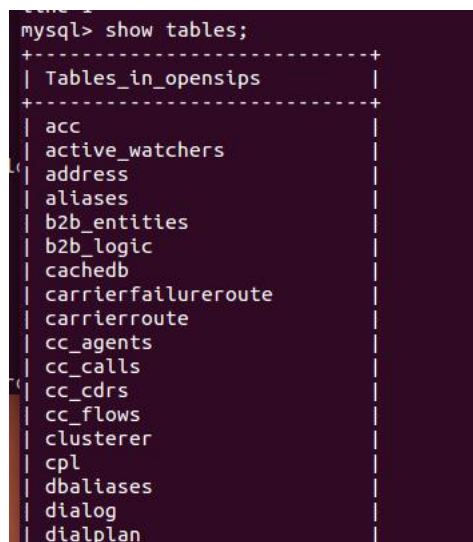 mysql> show tables;
+-----------------------------+
| Tables_in_opensips |
+-----------------------------+
| acc |
| active_watchers |
| address |
| aliases |
| b2b_entities |
| b2b_logic |
| cachedb |
| carrierfailureroute |
| carrierroute |
| cc_agents |
| cc_calls |
| cc_cdrs |
| cc_flows |
| clusterer |
| cpl |
| dbaliases |
| dialog |
| dialplan |